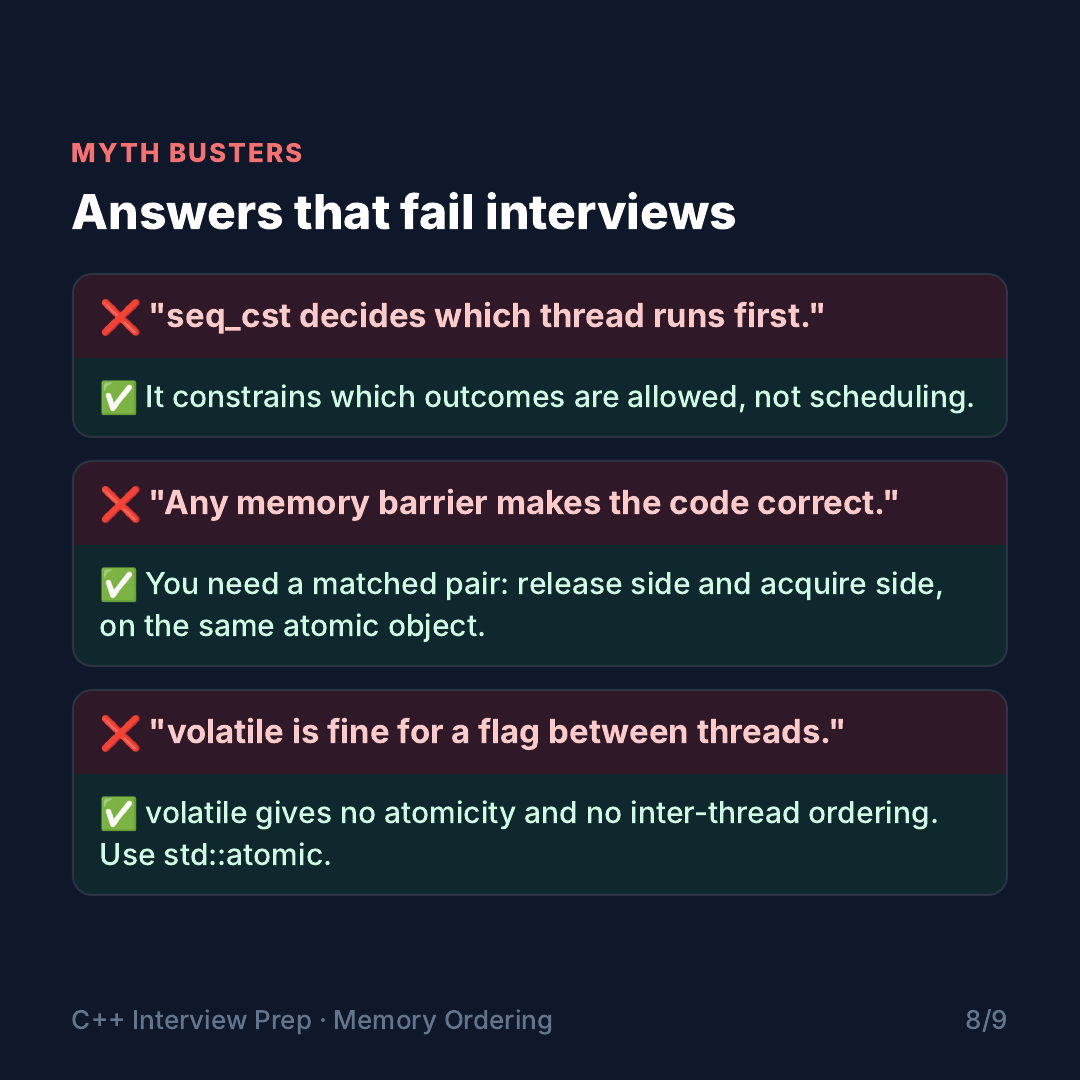 MYTH BUSTERS
Answers that fail interviews
❌ "seq_cst decides which thread runs first."
✅ It constrains which outcomes are allowed, not scheduling.
❌ "Any memory barrier makes the code correct."
✅ You need a matched pair: release side and acquire side,
on the same atomic object.
❌ "volatile is fine for a flag between threads."
✅ volatile gives no atomicity and no inter-thread ordering.
Use std::atomic.
C++ Interview Prep · Memory Ordering
8/9